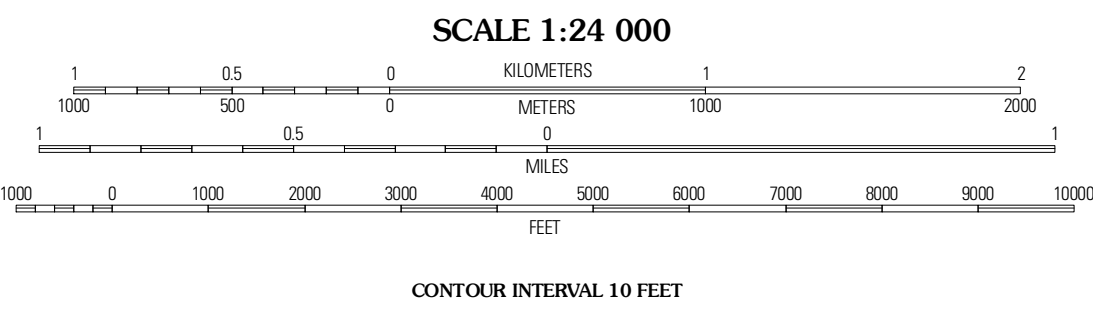 SCALE 1:24 000
1 0.5 0 KILOMETERS 1 2
1000 500 0 METERS 1000 2000
1 0.5 0 1
MILES
1000 0 1000 2000 3000 4000 5000 6000 7000 8000 9000 10000
FEET
CONTOUR INTERVAL 10 FEET